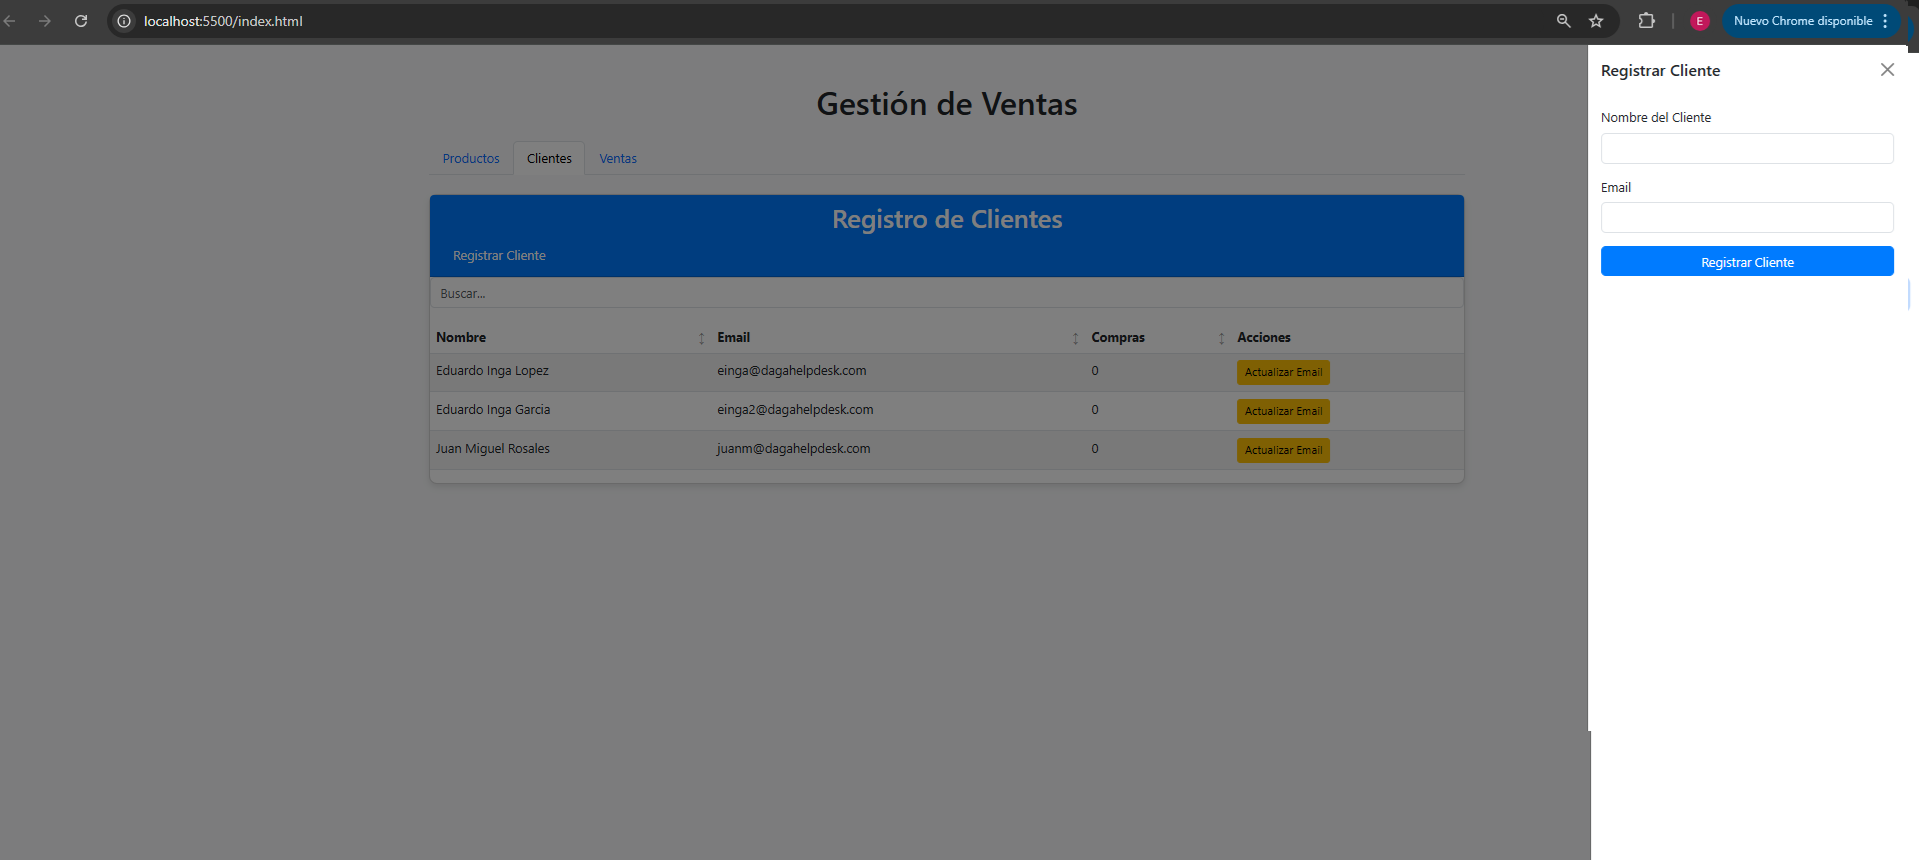 localhost:5500/index.html
E
Nuevo Chrome disponible
Gestión de Ventas
Productos Clientes Ventas
Registro de Clientes
Registrar Cliente
Buscar...
Nombre Email Compras Acciones
Eduardo Inga Lopez einga@dagahelpdesk.com 0 Actualizar Email
Eduardo Inga Garcia einga2@dagahelpdesk.com 0 Actualizar Email
Juan Miguel Rosales juanm@dagahelpdesk.com 0 Actualizar Email
Registrar Cliente
Nombre del Cliente
Email
Registrar Cliente